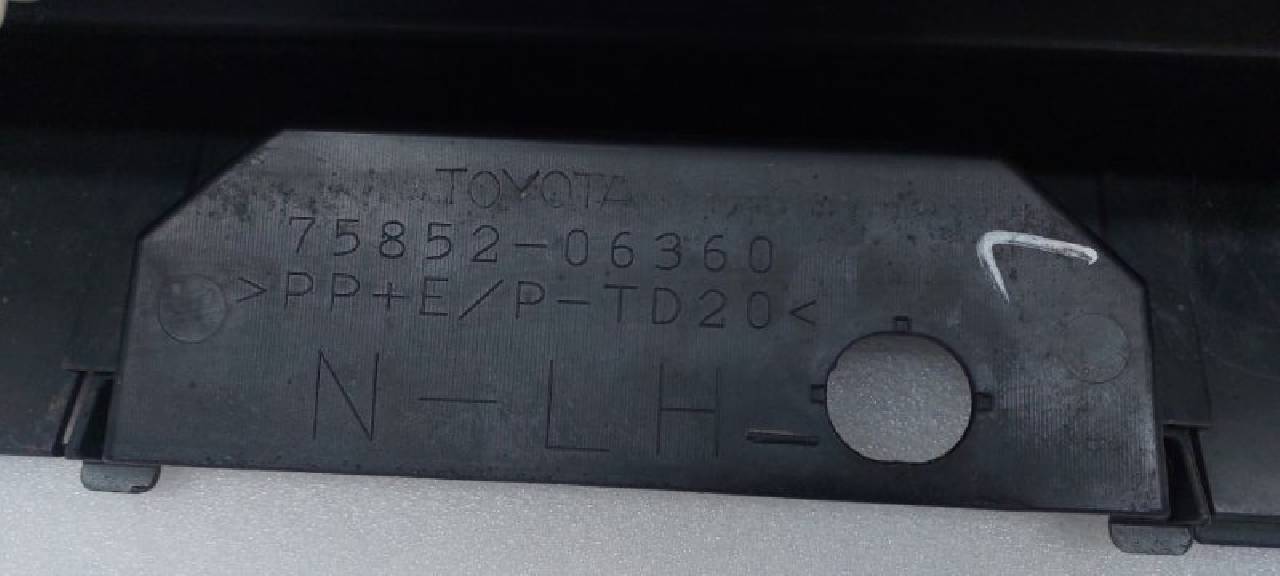 TOYOTA
75852-06360
>PP+E/P-TD20<
N-LH